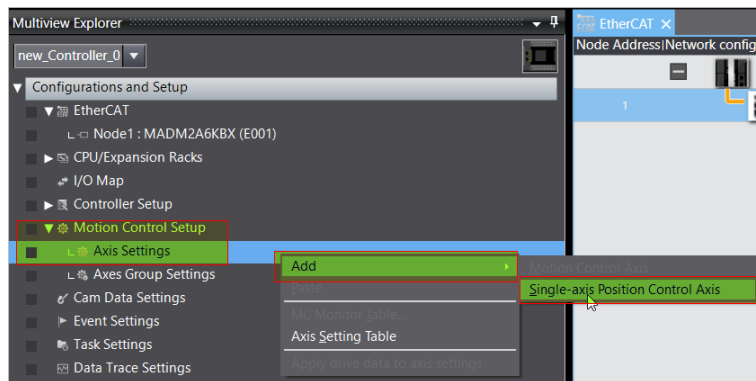 Multiview Explorer
EtherCAT
new_Controller_0
Node Address|Network config
Configurations and Setup
EtherCAT
1
Node1 : MADM2A6KBX (E001)
CPU/Expansion Racks
I/O Map
Controller Setup
Motion Control Setup
Axis Settings
Add
Motion Control Axis
Axes Group Settings
Paste
Single-axis Position Control Axis
Cam Data Settings
Event Settings
MC Monitor Table...
Task Settings
Axis Setting Table
Data Trace Settings
Apply drive data to axis settings